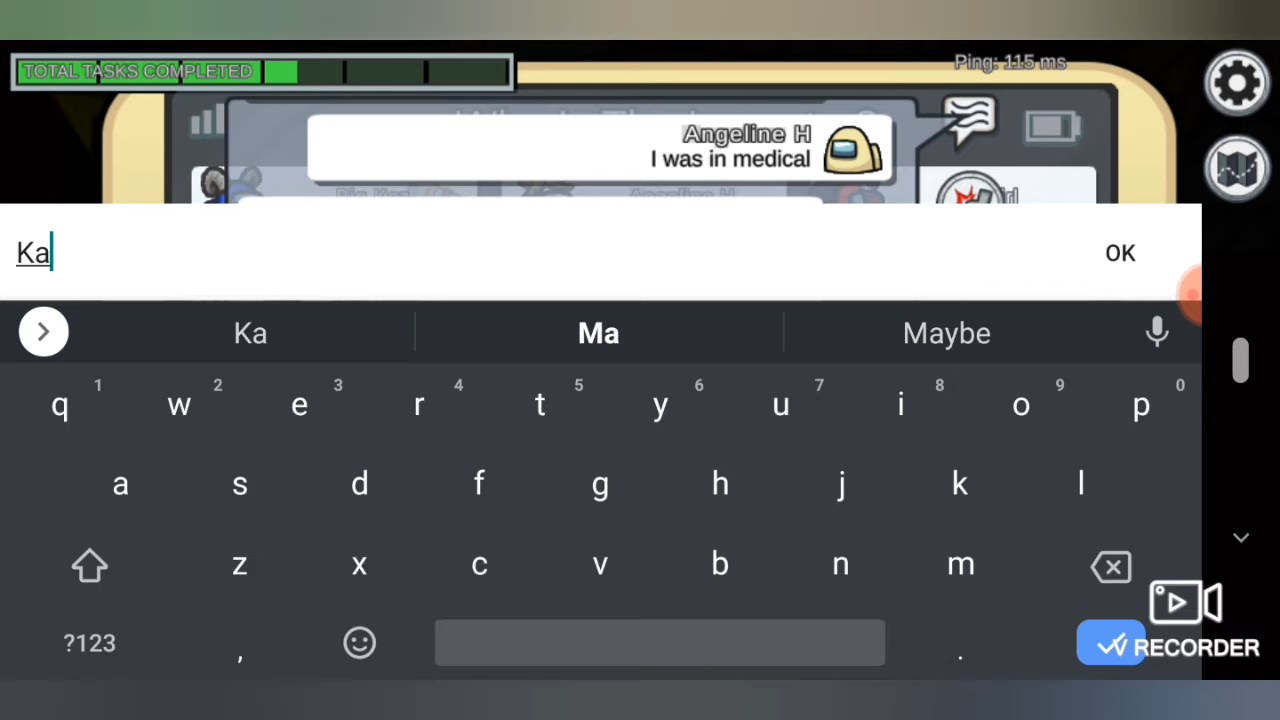 TOTAL TASKS COMPLETED
Ping: 115 ms
Angeline H
I was in medical
Angeline H
Ka
OK
Ka Ma Maybe
1 2 3 4 5 6 7 8 9 0
q w e r t y u i o p
a s d f g h j k l
z x c v b n m
?123 , .
RECORDER